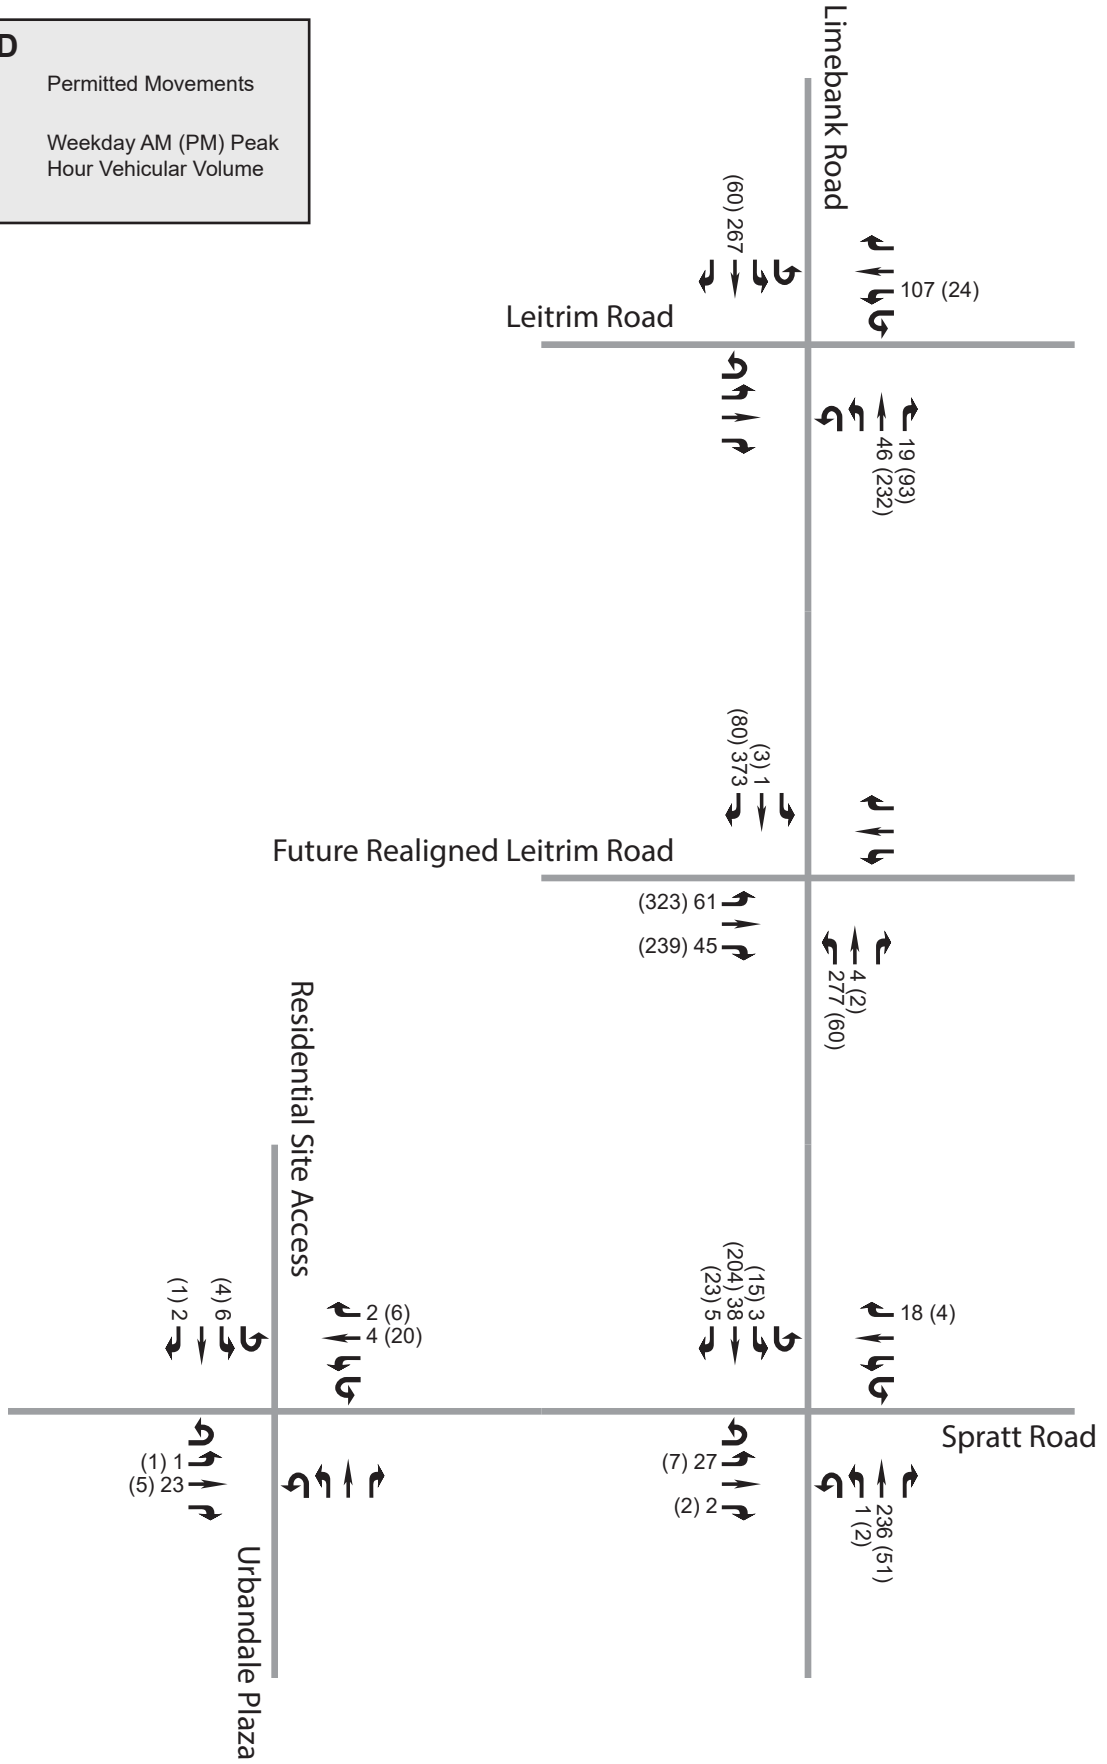 D
Permitted Movements
Weekday AM (PM) Peak
Hour Vehicular Volume
Limebank Road
(60) 267
107 (24)
Leitrim Road
19 (93)
46 (232)
(3) 1
(80) 373
Future Realigned Leitrim Road
(323) 61
(239) 45
4 (2)
277 (60)
Residential Site Access
(4) 6
(1) 2
2 (6)
4 (20)
(15) 3
(204) 38
(23) 5
18 (4)
Spratt Road
(1) 1
(5) 23
(7) 27
(2) 2
236 (51)
1 (2)
Urbandale Plaza